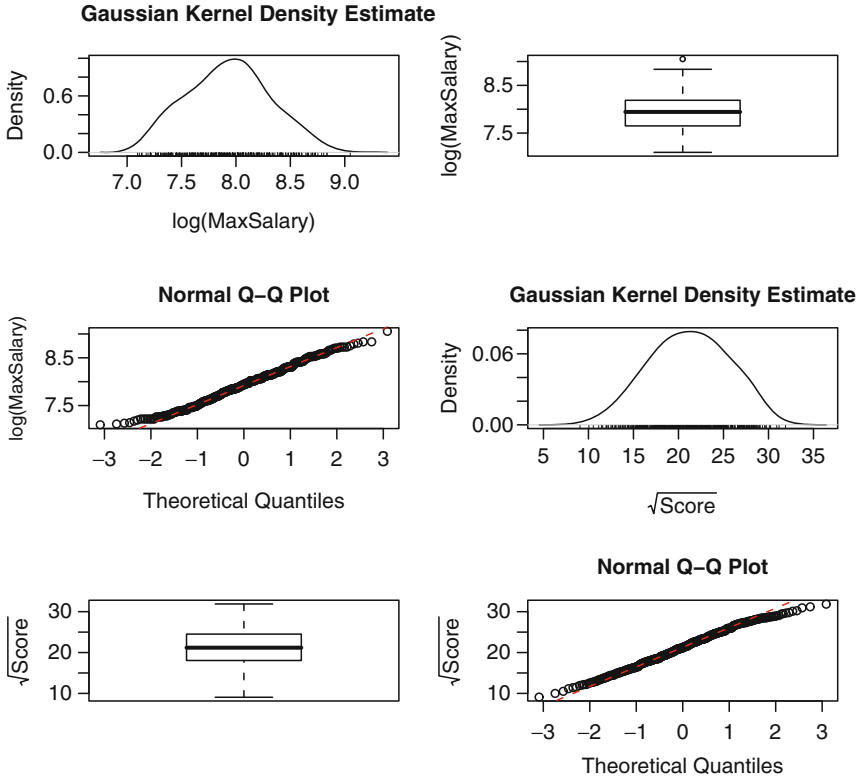 Gaussian Kernel Density Estimate
Density
0.6
0.0
7.0 7.5 8.0 8.5 9.0
log(MaxSalary)
log(MaxSalary)
8.5
7.5
Normal Q−Q Plot
log(MaxSalary)
8.5
7.5
−3 −2 −1 0 1 2 3
Theoretical Quantiles
Gaussian Kernel Density Estimate
Density
0.06
0.00
5 10 15 20 25 30 35
√Score
√Score
30
20
10
Normal Q−Q Plot
√Score
30
20
10
−3 −2 −1 0 1 2 3
Theoretical Quantiles